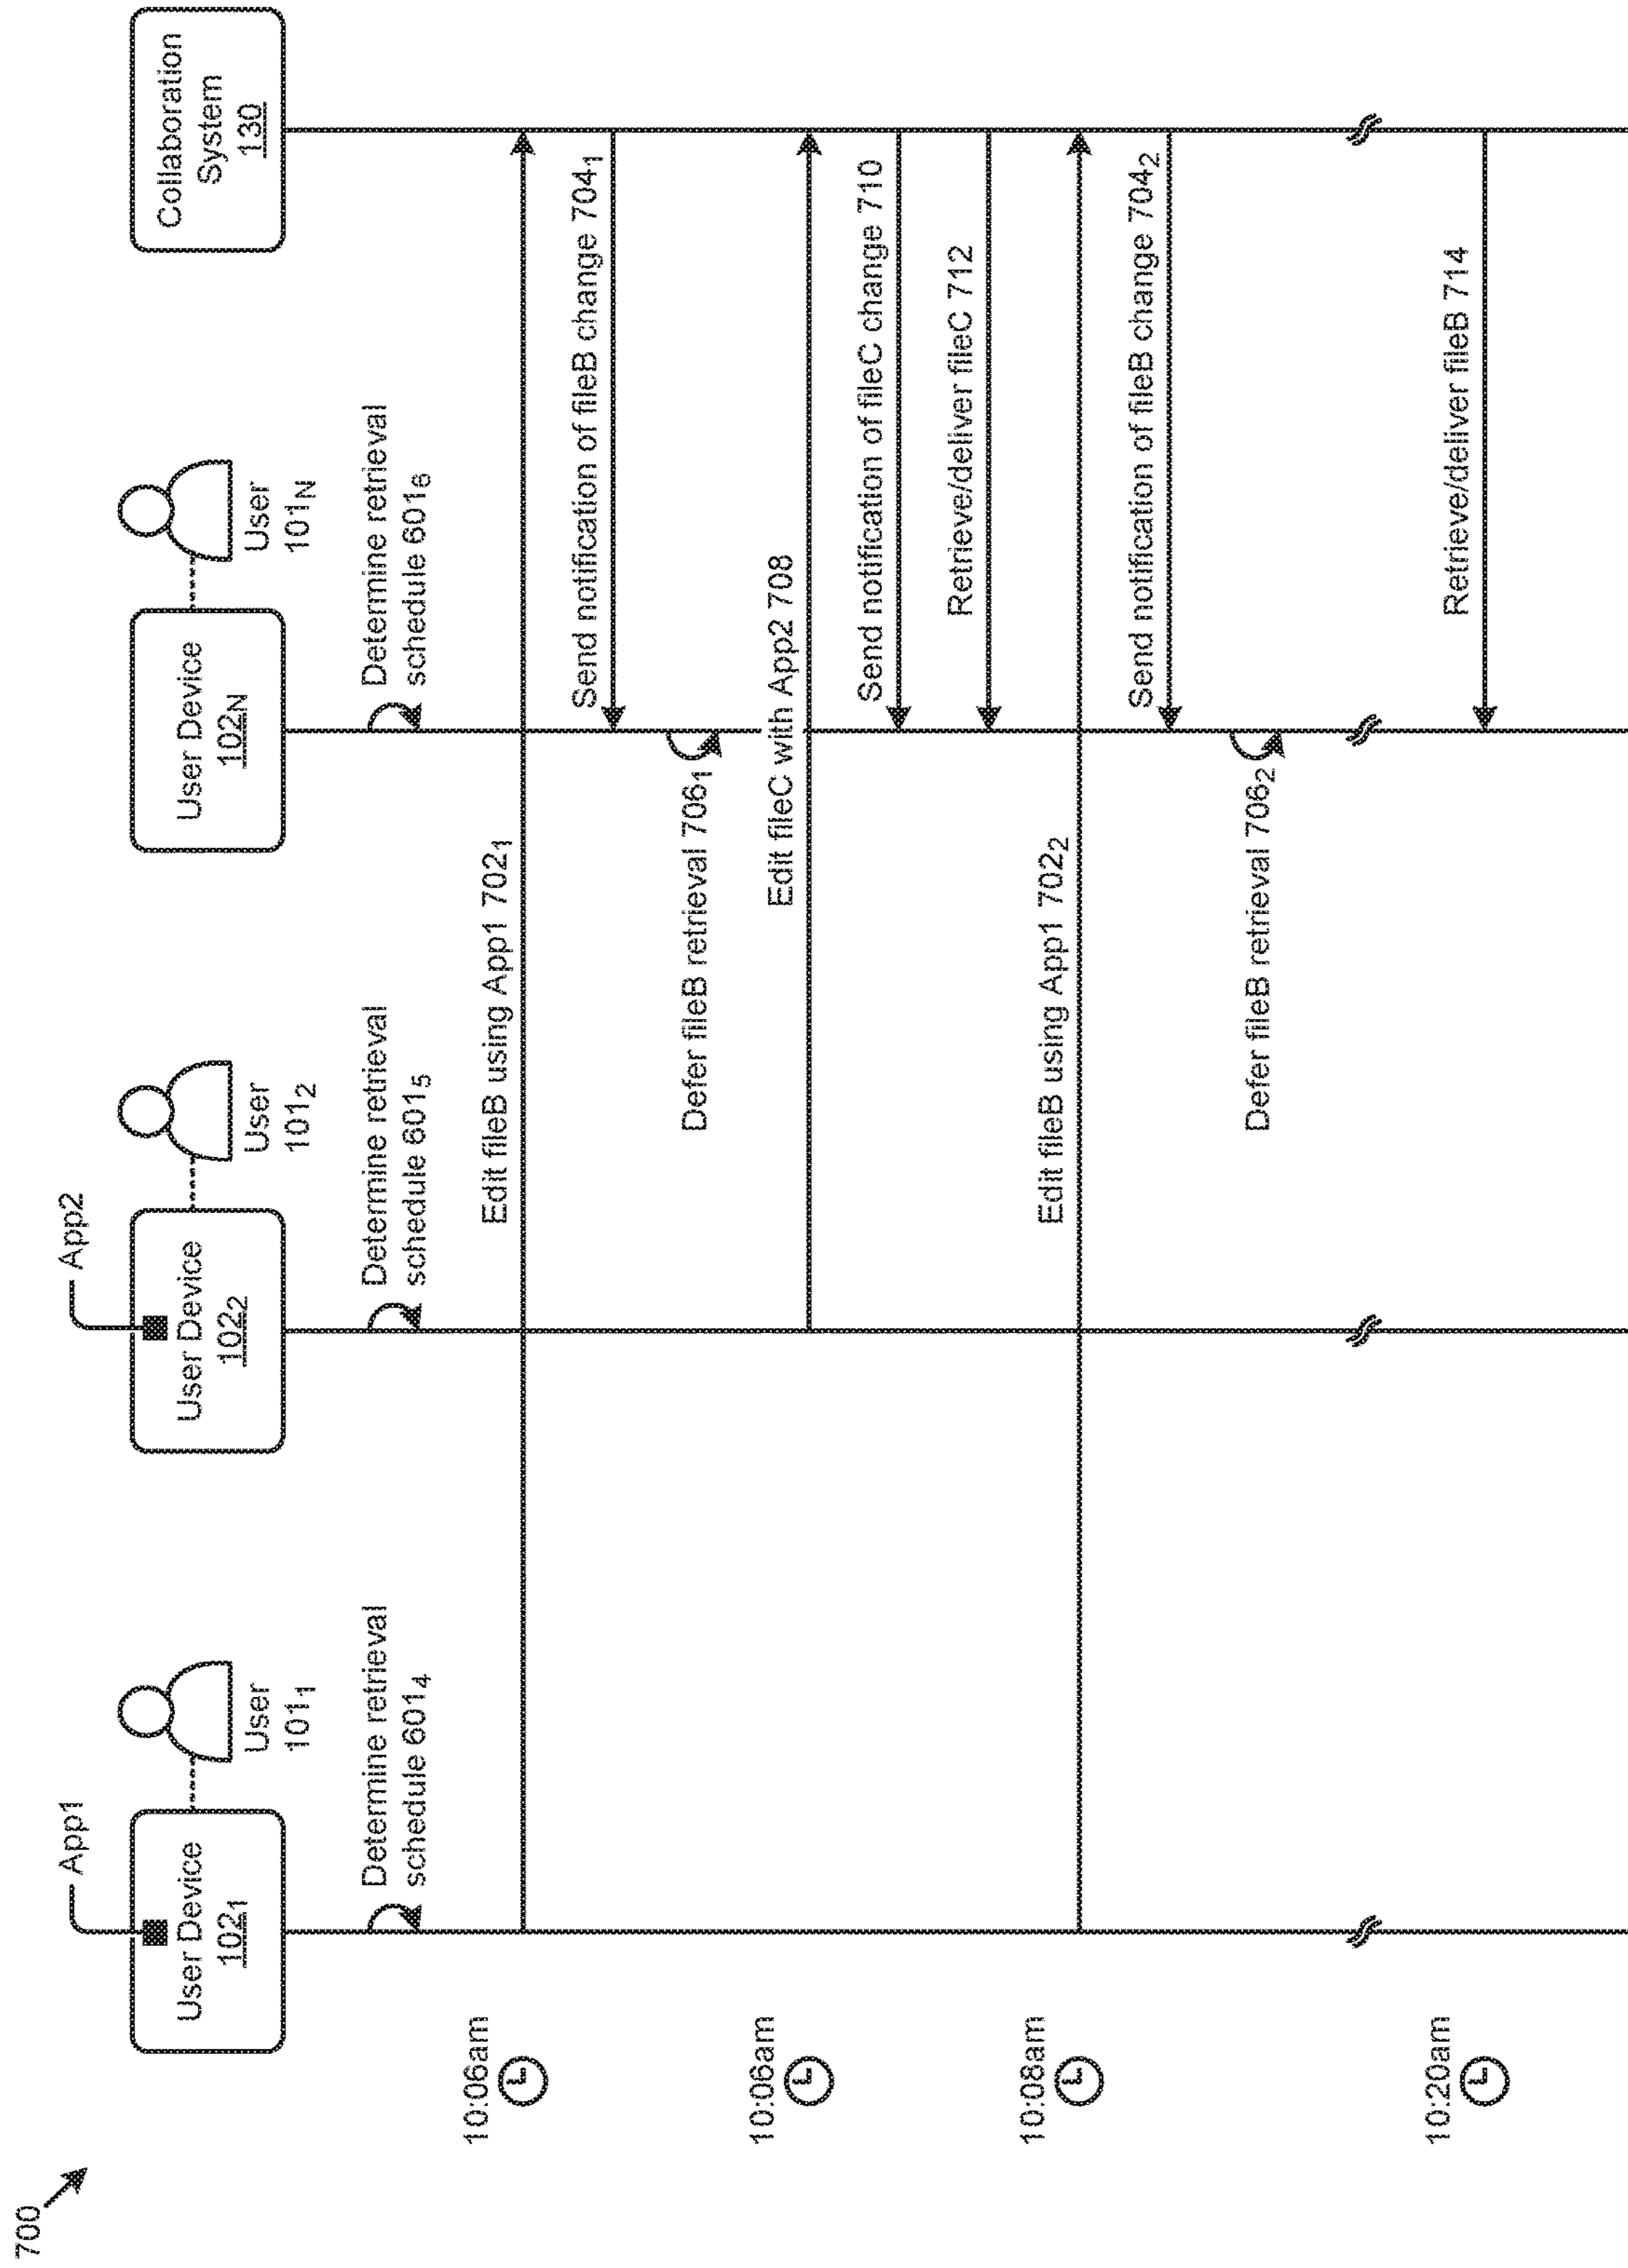 700
App1
App2
User Device
102₁
User
101₁
User Device
102₂
User
101₂
User Device
102N
User
101N
Collaboration
System
130
Determine retrieval
schedule 601₄
Determine retrieval
schedule 601₅
Determine retrieval
schedule 601₆
10:06am
Edit fileB using App1 702₁
Send notification of fileB change 704₁
Defer fileB retrieval 706₁
10:06am
Edit fileC with App2 708
Send notification of fileC change 710
Retrieve/deliver fileC 712
10:08am
Edit fileB using App1 702₂
Send notification of fileB change 704₂
Defer fileB retrieval 706₂
10:20am
Retrieve/deliver fileB 714